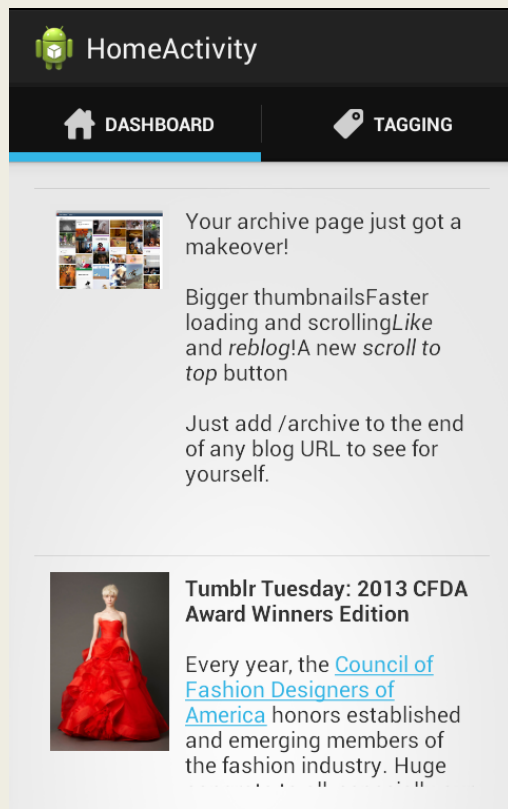 HomeActivity
DASHBOARD
TAGGING
Your archive page just got a
makeover!
Bigger thumbnailsFaster
loading and scrollingLike
and reblog!A new scroll to
top button
Just add /archive to the end
of any blog URL to see for
yourself.
Tumblr Tuesday: 2013 CFDA
Award Winners Edition
Every year, the Council of
Fashion Designers of
America honors established
and emerging members of
the fashion industry. Huge